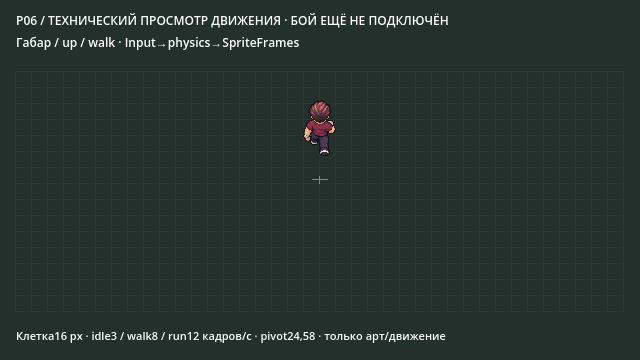 P06 / ТЕХНИЧЕСКИЙ ПРОСМОТР ДВИЖЕНИЯ · БОЙ ЕЩЁ НЕ ПОДКЛЮЧЁН
Габар / up / walk · Input→physics→SpriteFrames
Клетка16 px · idle3 / walk8 / run12 кадров/с · pivot24,58 · только арт/движение